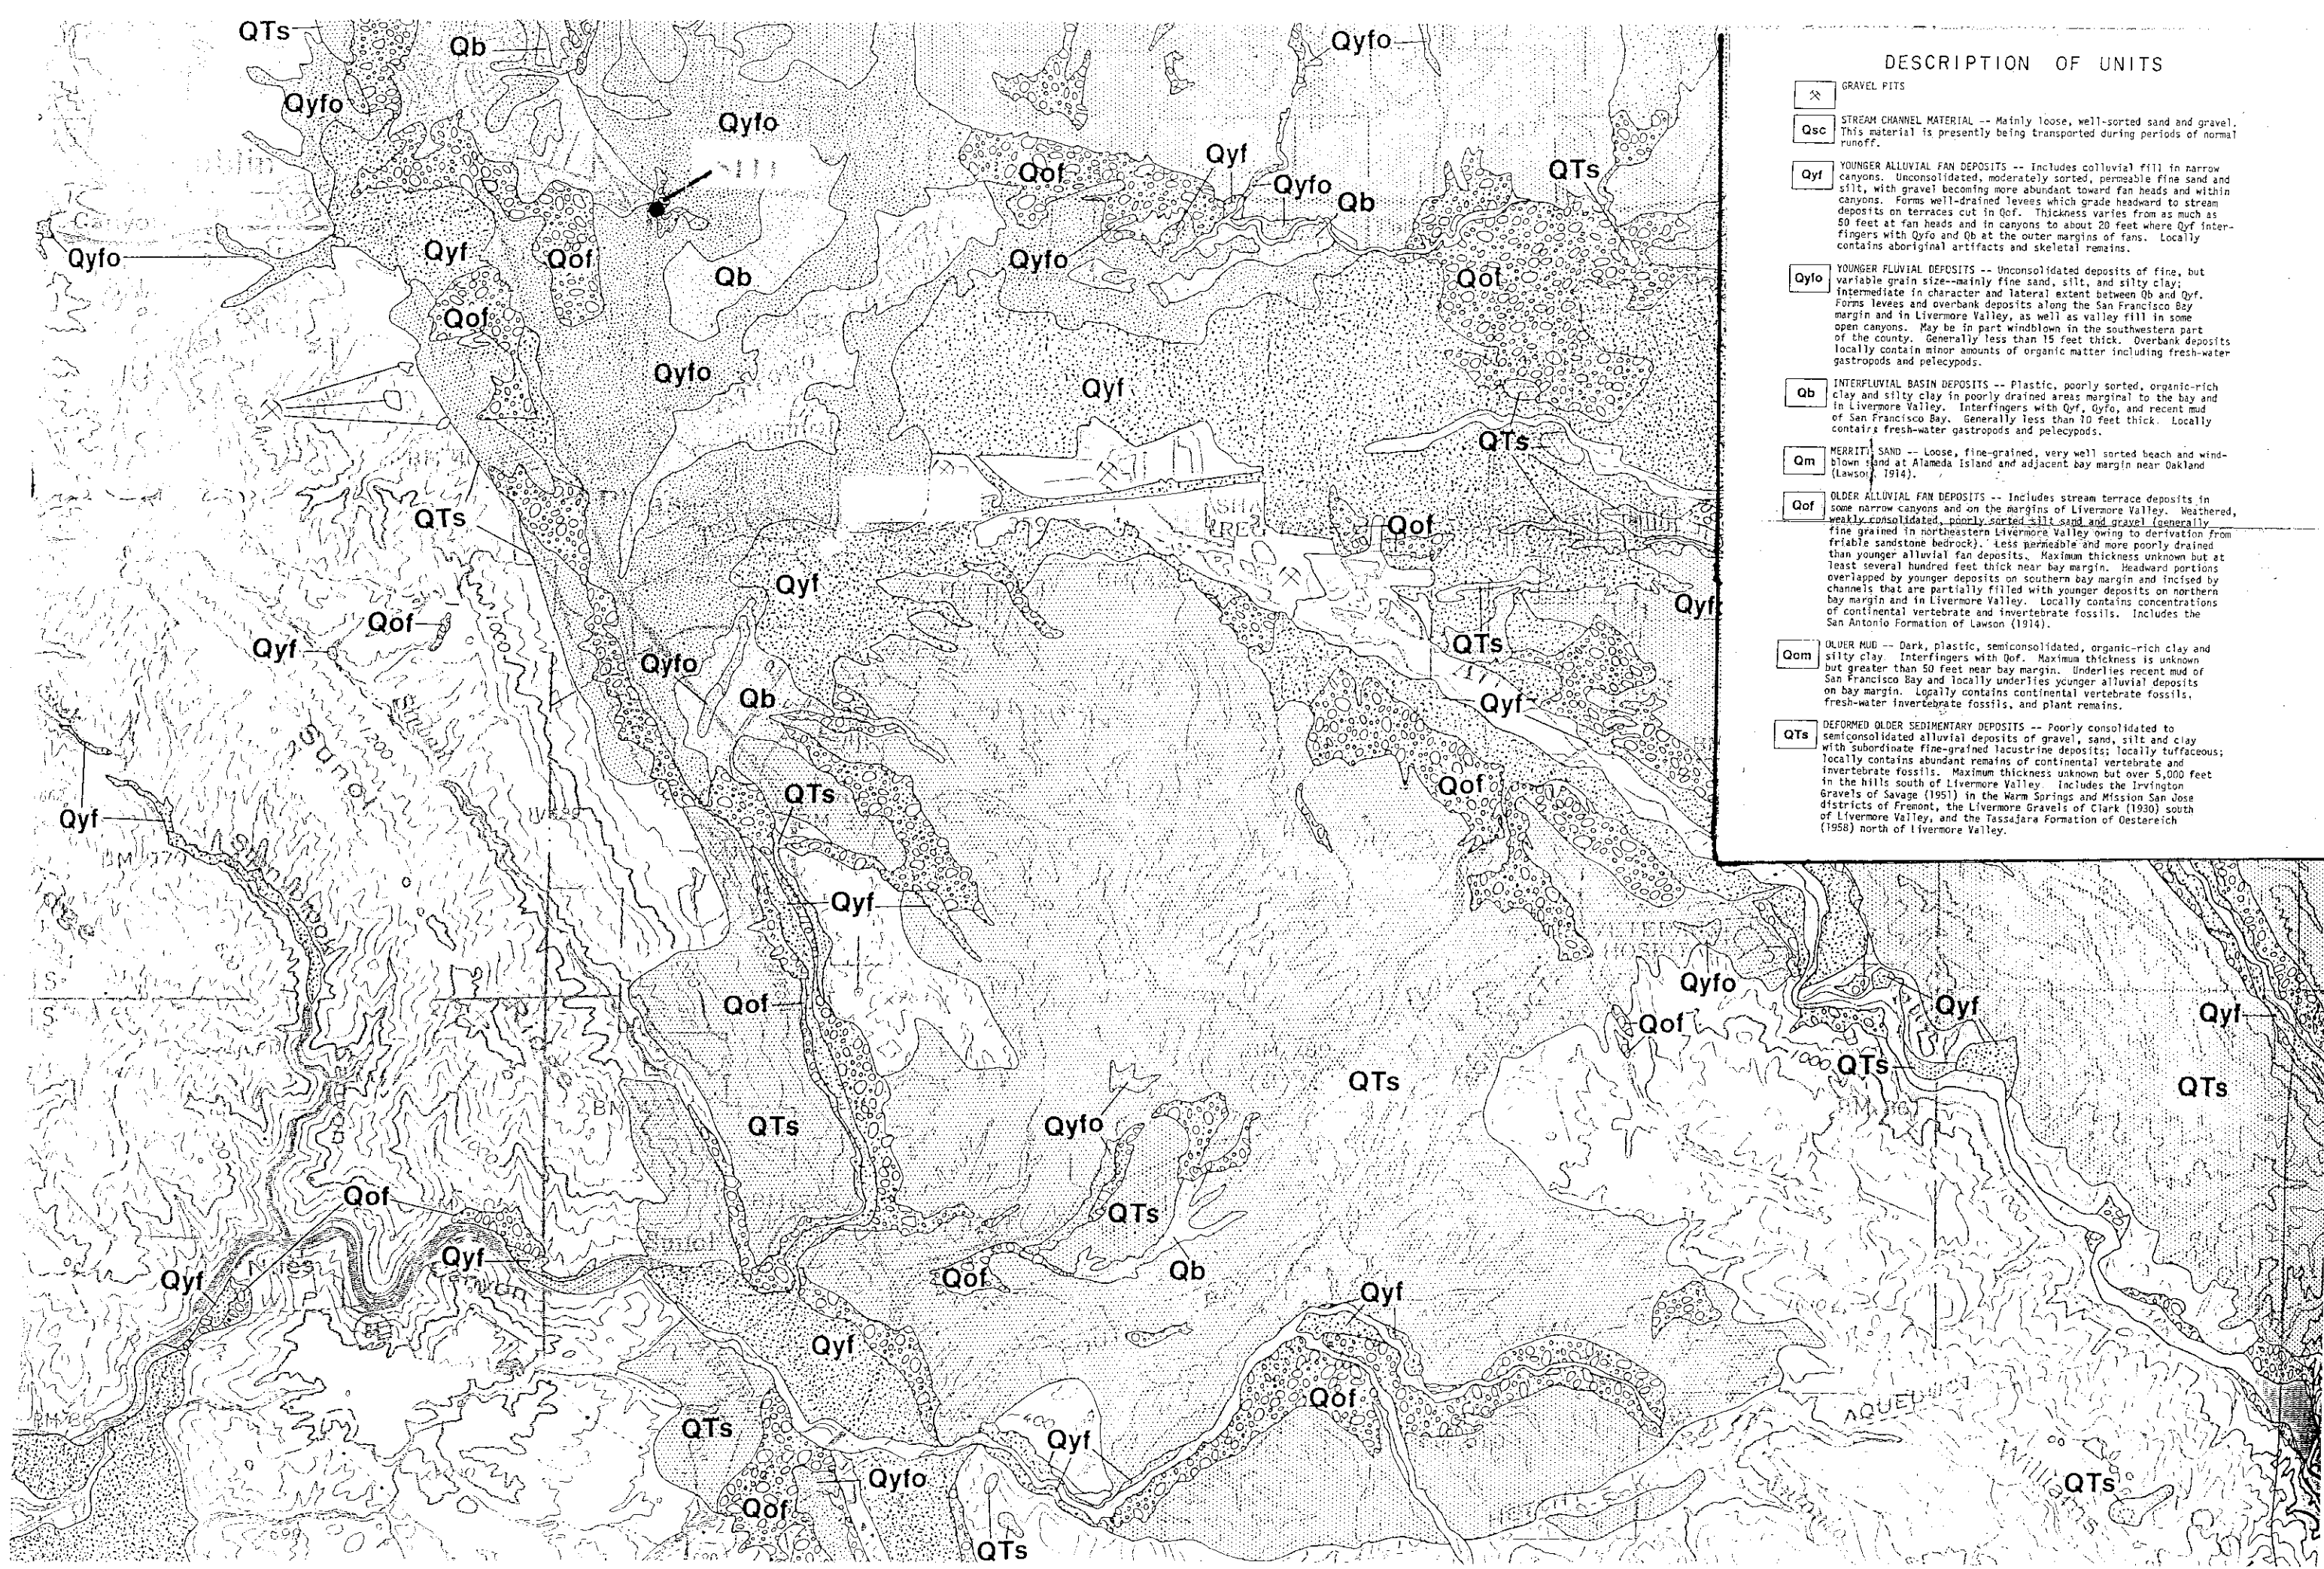 QTs
Qb
Qyfo
Qyfo
Qyfo
Qof
Qyf
Qyfo
Qb
QTs
Canyon
Qyfo
Qyf
Qof
Qb
Qyfo
Qof
Qof
Qyfo
Qyf
QTs
QTs
Qof
Qyf
Qof
Qyf
Qyf
QTs
Qyfo
Qb
Qyf
Sunol
QTs
Qof
Qyf
BM
Qyf
Qof
Qyfo
Qof
Qyf
Qyf
QTs
QTs
QTs
1000
QTs
Qyfo
QTs
Qof
Qyf
Qyf
Niles
Qof
Qb
Qyf
Qyf
Qof
QTs
400
Qyf
AQUEDUCT
Qyfo
Qof
QTs
Williams
QTs
DESCRIPTION OF UNITS
GRAVEL PITS
Qsc
STREAM CHANNEL MATERIAL -- Mainly loose, well-sorted sand and gravel.
This material is presently being transported during periods of normal
runoff.
Qyf
YOUNGER ALLUVIAL FAN DEPOSITS -- Includes colluvial fill in narrow
canyons. Unconsolidated, moderately sorted, permeable fine sand and
silt, with gravel becoming more abundant toward fan heads and within
canyons. Forms well-drained levees which grade headward to stream
deposits on terraces cut in Qof. Thickness varies from as much as
50 feet at fan heads and in canyons to about 20 feet where Qyf inter-
fingers with Qyfo and Qb at the outer margins of fans. Locally
contains aboriginal artifacts and skeletal remains.
Qyfo
YOUNGER FLUVIAL DEPOSITS -- Unconsolidated deposits of fine, but
variable grain size--mainly fine sand, silt, and silty clay;
intermediate in character and lateral extent between Qb and Qyf.
Forms levees and overbank deposits along the San Francisco Bay
margin and in Livermore Valley, as well as valley fill in some
open canyons. May be in part windblown in the southwestern part
of the county. Generally less than 15 feet thick. Overbank deposits
locally contain minor amounts of organic matter including fresh-water
gastropods and pelecypods.
Qb
INTERFLUVIAL BASIN DEPOSITS -- Plastic, poorly sorted, organic-rich
clay and silty clay in poorly drained areas marginal to the bay and
in Livermore Valley. Interfingers with Qyf, Qyfo, and recent mud
of San Francisco Bay. Generally less than 10 feet thick. Locally
contains fresh-water gastropods and pelecypods.
Qm
MERRITT SAND -- Loose, fine-grained, very well sorted beach and wind-
blown sand at Alameda Island and adjacent bay margin near Oakland
(Lawson, 1914).
Qof
OLDER ALLUVIAL FAN DEPOSITS -- Includes stream terrace deposits in
some narrow canyons and on the margins of Livermore Valley. Weathered,
weakly consolidated, poorly sorted silt sand and gravel (generally
fine grained in northeastern Livermore Valley owing to derivation from
friable sandstone bedrock). Less permeable and more poorly drained
than younger alluvial fan deposits. Maximum thickness unknown but at
least several hundred feet thick near bay margin. Headward portions
overlapped by younger deposits on southern bay margin and incised by
channels that are partially filled with younger deposits on northern
bay margin and in Livermore Valley. Locally contains concentrations
of continental vertebrate and invertebrate fossils. Includes the
San Antonio Formation of Lawson (1914).
Qom
OLDER MUD -- Dark, plastic, semiconsolidated, organic-rich clay and
silty clay. Interfingers with Qof. Maximum thickness is unknown
but greater than 50 feet near bay margin. Underlies recent mud of
San Francisco Bay and locally underlies younger alluvial deposits
on bay margin. Locally contains continental vertebrate fossils,
fresh-water invertebrate fossils, and plant remains.
QTs
DEFORMED OLDER SEDIMENTARY DEPOSITS -- Poorly consolidated to
semiconsolidated alluvial deposits of gravel, sand, silt and clay
with subordinate fine-grained lacustrine deposits; locally tuffaceous;
locally contains abundant remains of continental vertebrate and
invertebrate fossils. Maximum thickness unknown but over 5,000 feet
in the hills south of Livermore Valley. Includes the Irvington
Gravels of Savage (1951) in the Warm Springs and Mission San Jose
districts of Fremont, the Livermore Gravels of Clark (1930) south
of Livermore Valley, and the Tassajara Formation of Oestereich
(1958) north of Livermore Valley.